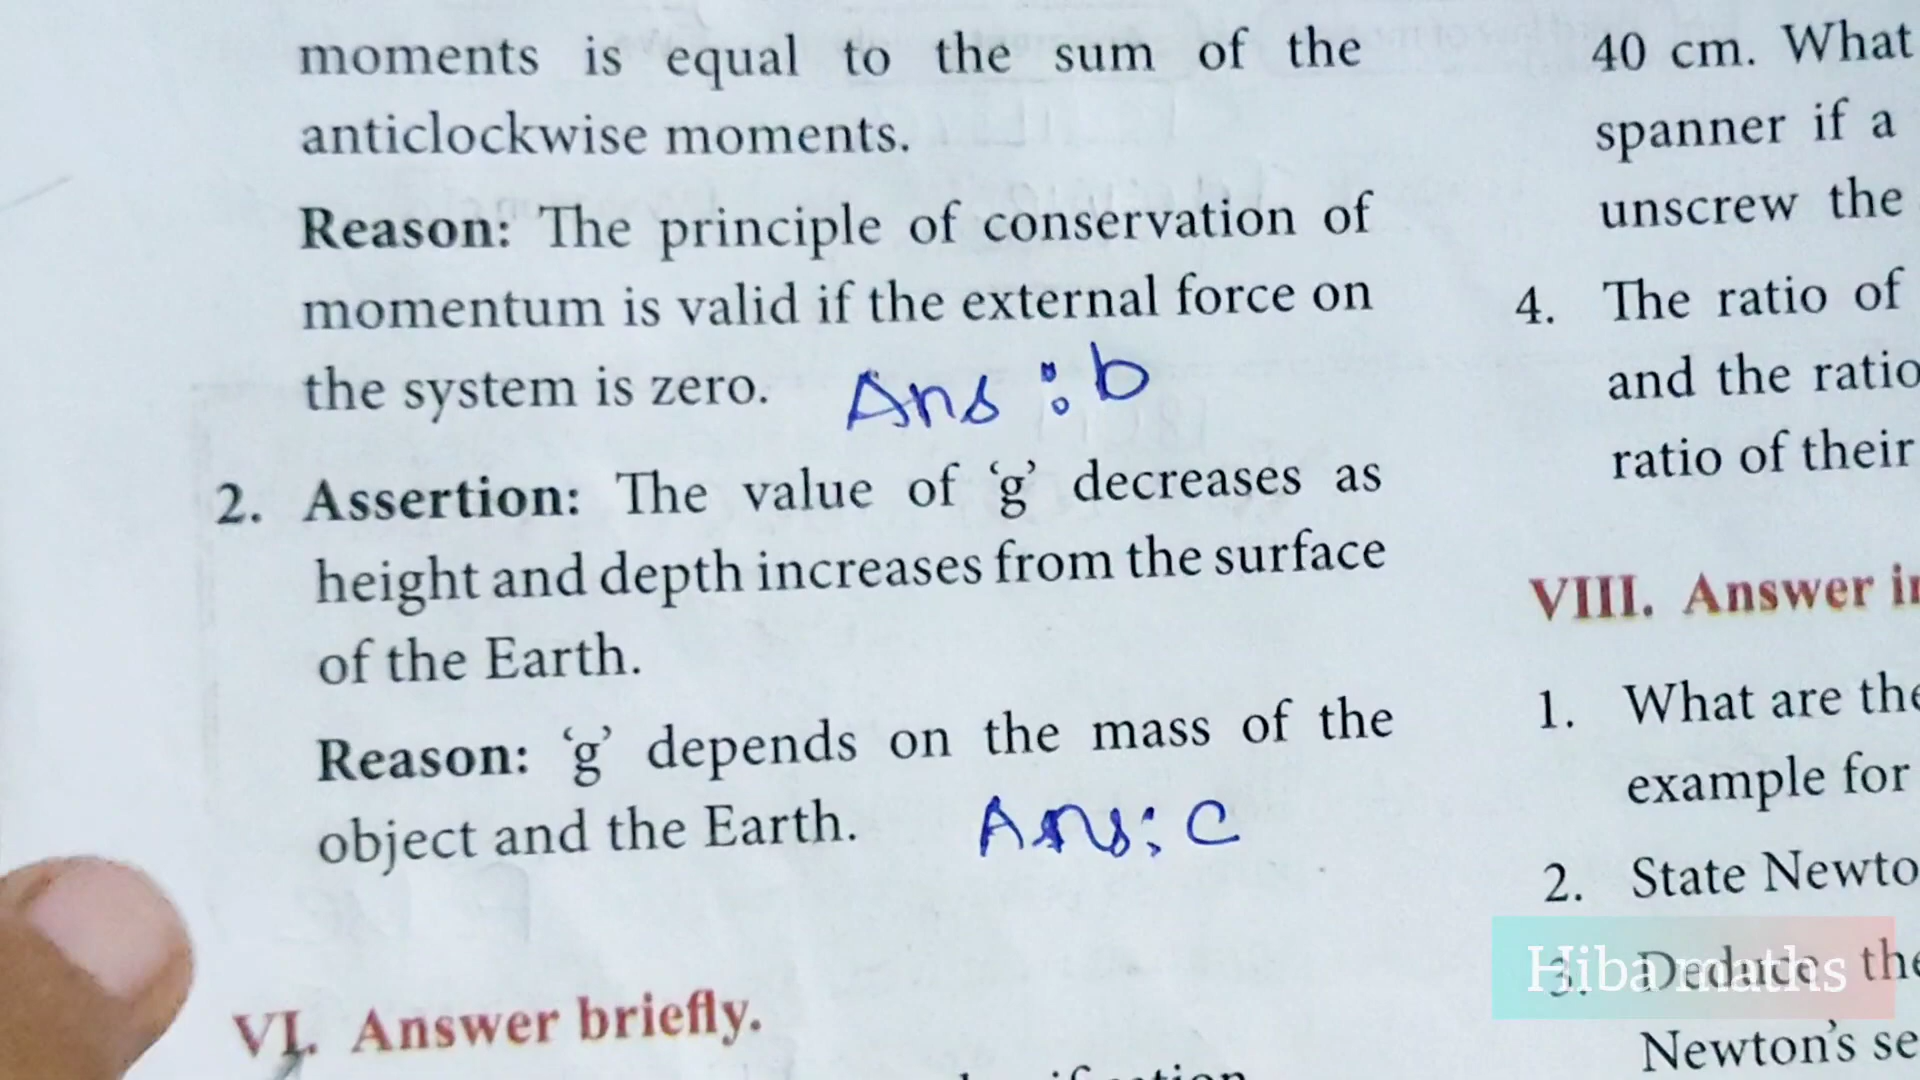 moments is equal to the sum of the
anticlockwise moments.
Reason: The principle of conservation of
momentum is valid if the external force on
the system is zero. Ans : b
2. Assertion: The value of ‘g’ decreases as
height and depth increases from the surface
of the Earth.
Reason: ‘g’ depends on the mass of the
object and the Earth. Ans: c
VI. Answer briefly.
40 cm. What
spanner if a
unscrew the
4. The ratio of
and the ratio
ratio of their
VIII. Answer
1. What are the
example for
2. State
3. Deduce the
Newton's
Hiba maths